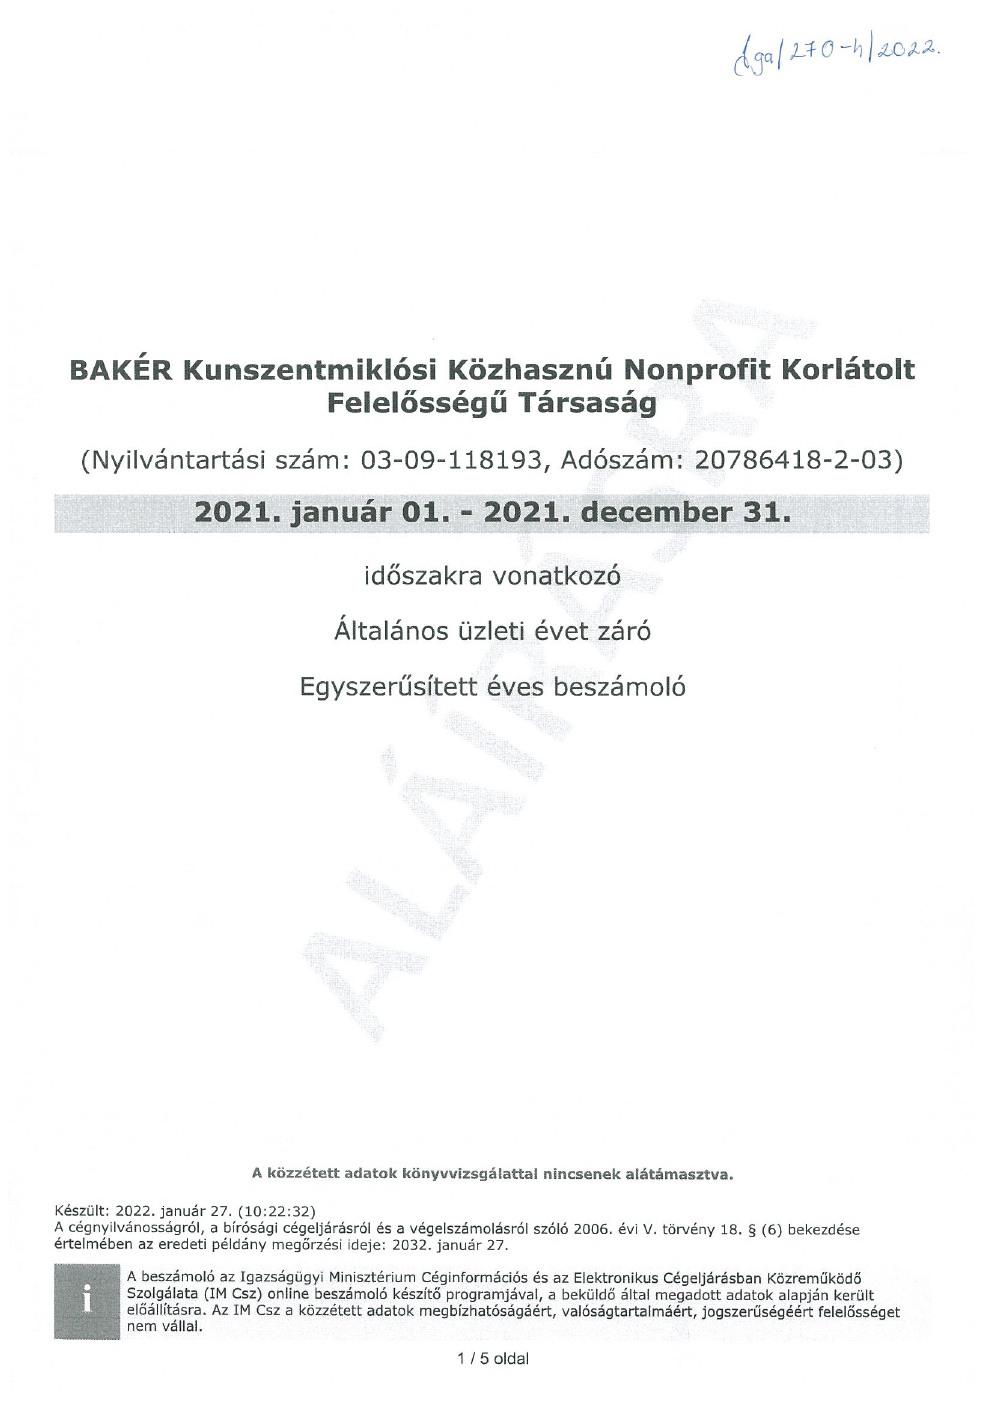 /270-4/2022.
BAKÉR Kunszentmiklósi Közhasznú Nonprofit Korlátolt
Felelősségű Társaság
(Nyilvántartási szám: 03-09-118193, Adószám: 20786418-2-03)
2021. január 01. - 2021. december 31.
időszakra vonatkozó
Általános üzleti évet záró
Egyszerűsített éves beszámoló
ALÁÍRÁSRA
A közzétett adatok könyvvizsgálattal nincsenek alátámasztva.
Készült: 2022. január 27. (10:22:32)
A cégnyilvánosságról, a bírósági cégeljárásról és a végelszámolásról szóló 2006. évi V. törvény 18. § (6) bekezdése
értelmében az eredeti példány megőrzési ideje: 2032. január 27.
i
A beszámoló az Igazságügyi Minisztérium Céginformációs és az Elektronikus Cégeljárásban Közreműködő
Szolgálata (IM Csz) online beszámoló készítő programjával, a beküldő által megadott adatok alapján került
előállításra. Az IM Csz a közzétett adatok megbízhatóságáért, valóságtartalmáért, jogszerűségéért felelősséget
nem vállal.
1 / 5 oldal